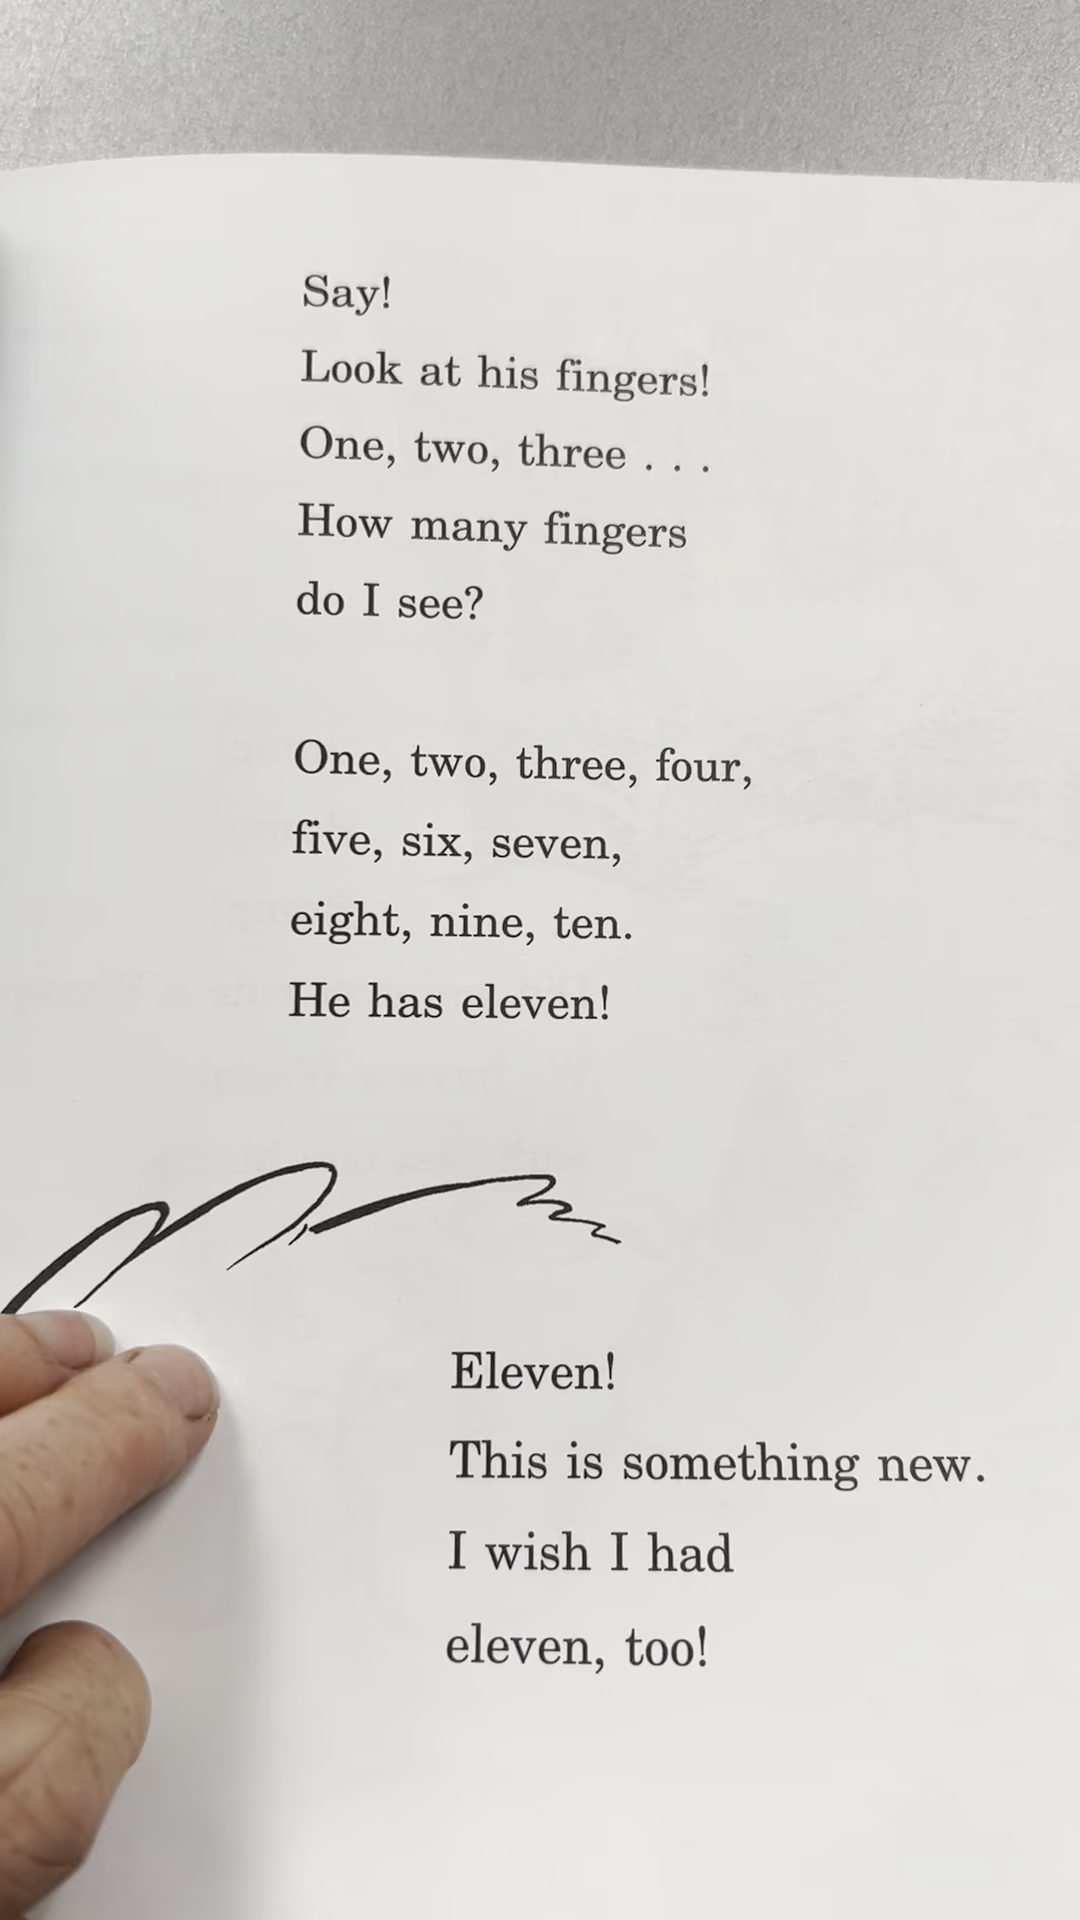 Say!
Look at his fingers!
One, two, three . . .
How many fingers
do I see?
One, two, three, four,
five, six, seven,
eight, nine, ten.
He has eleven!
Eleven!
This is something new.
I wish I had
eleven, too!